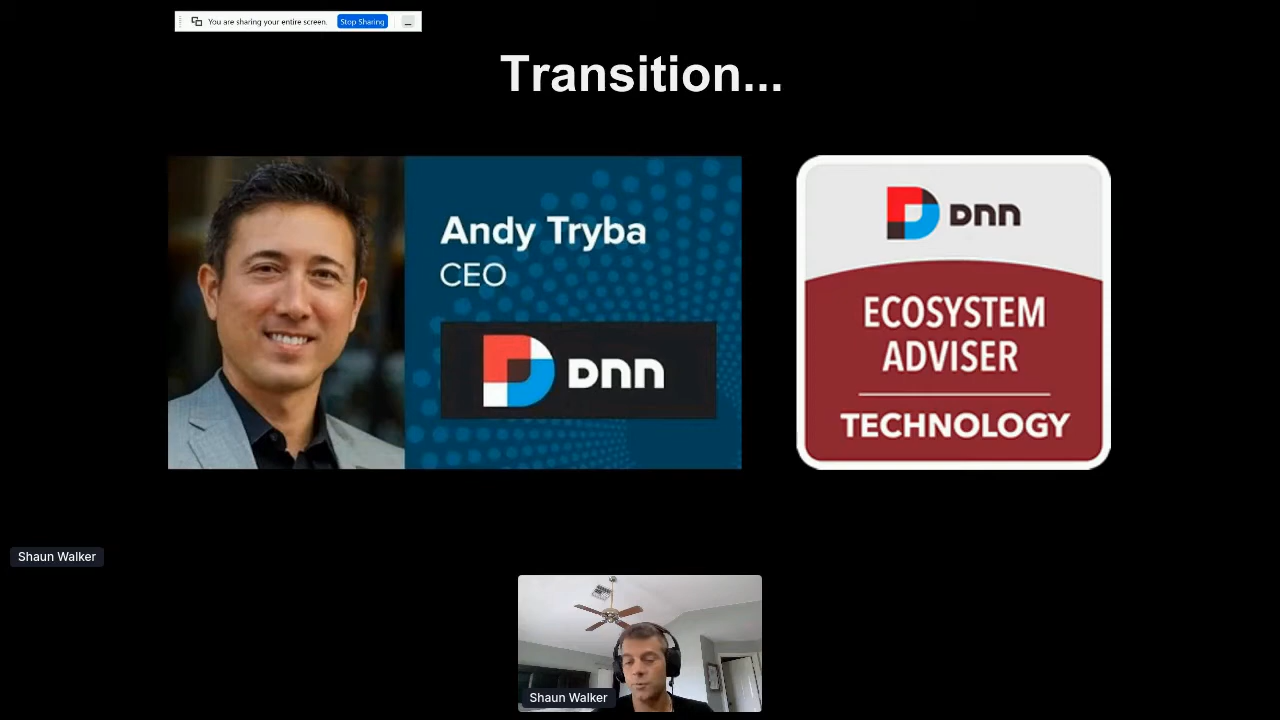 You are sharing your entire screen.
Stop Sharing
Transition...
Andy Tryba
CEO
DNN
DNN
ECOSYSTEM
ADVISER
TECHNOLOGY
Shaun Walker
Shaun Walker